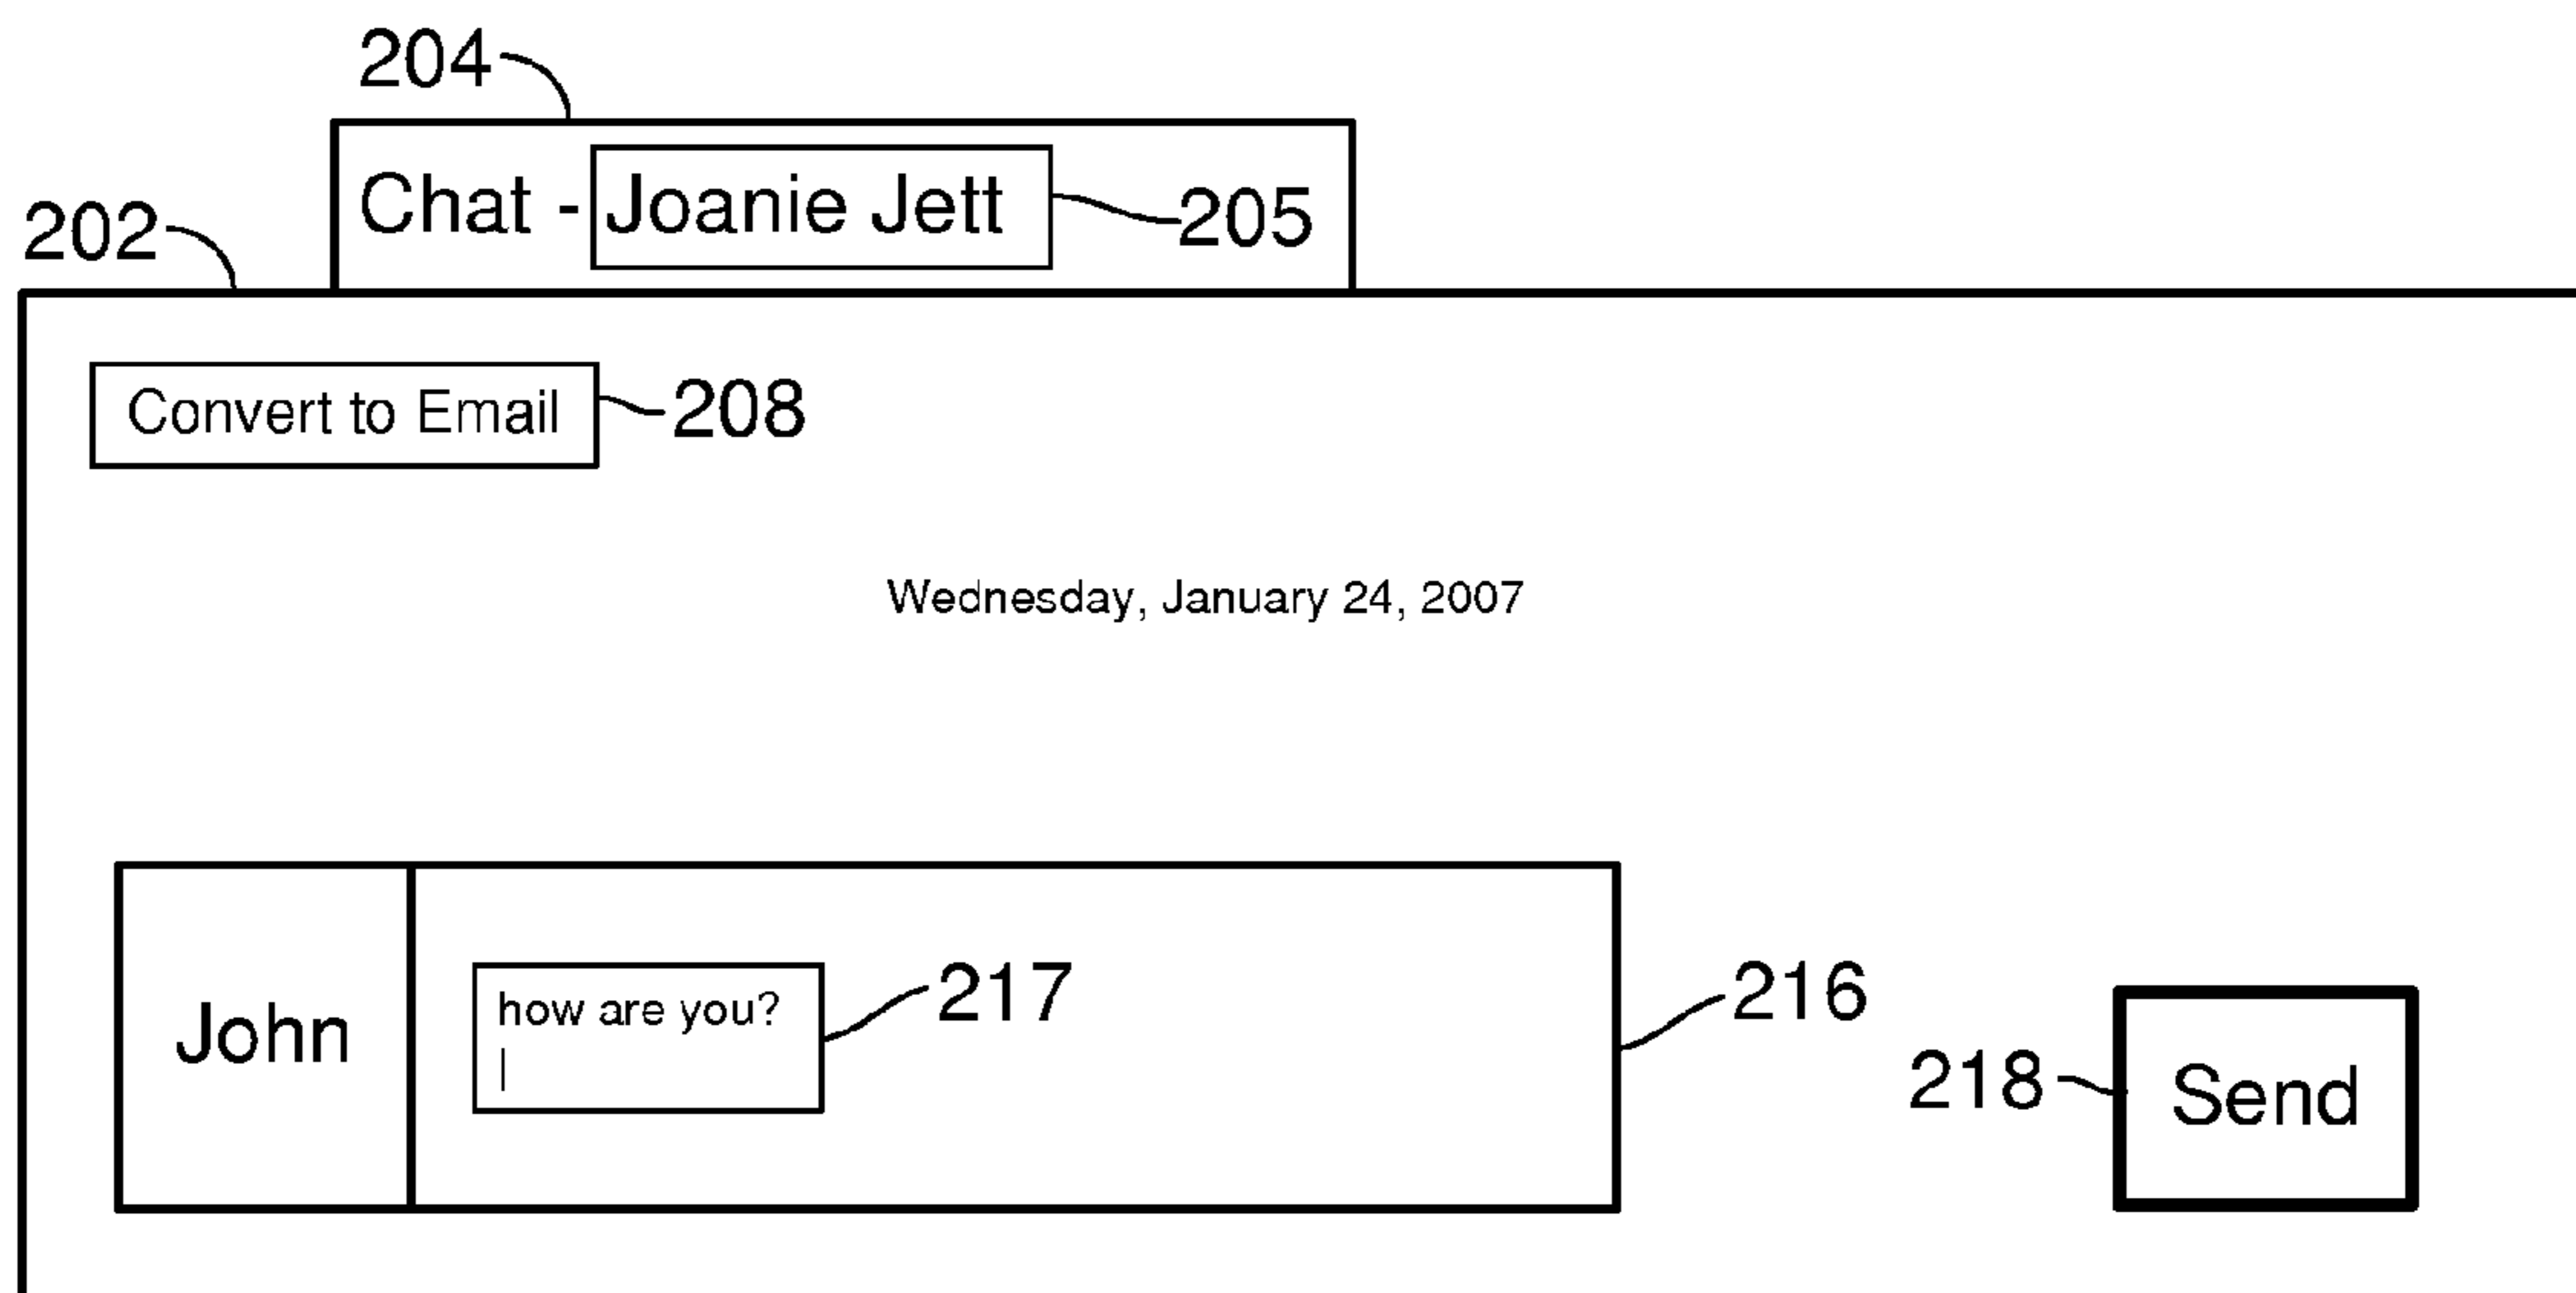 204
Chat - Joanie Jett 205
202
Convert to Email 208
Wednesday, January 24, 2007
John
how are you?
217
216
218
Send